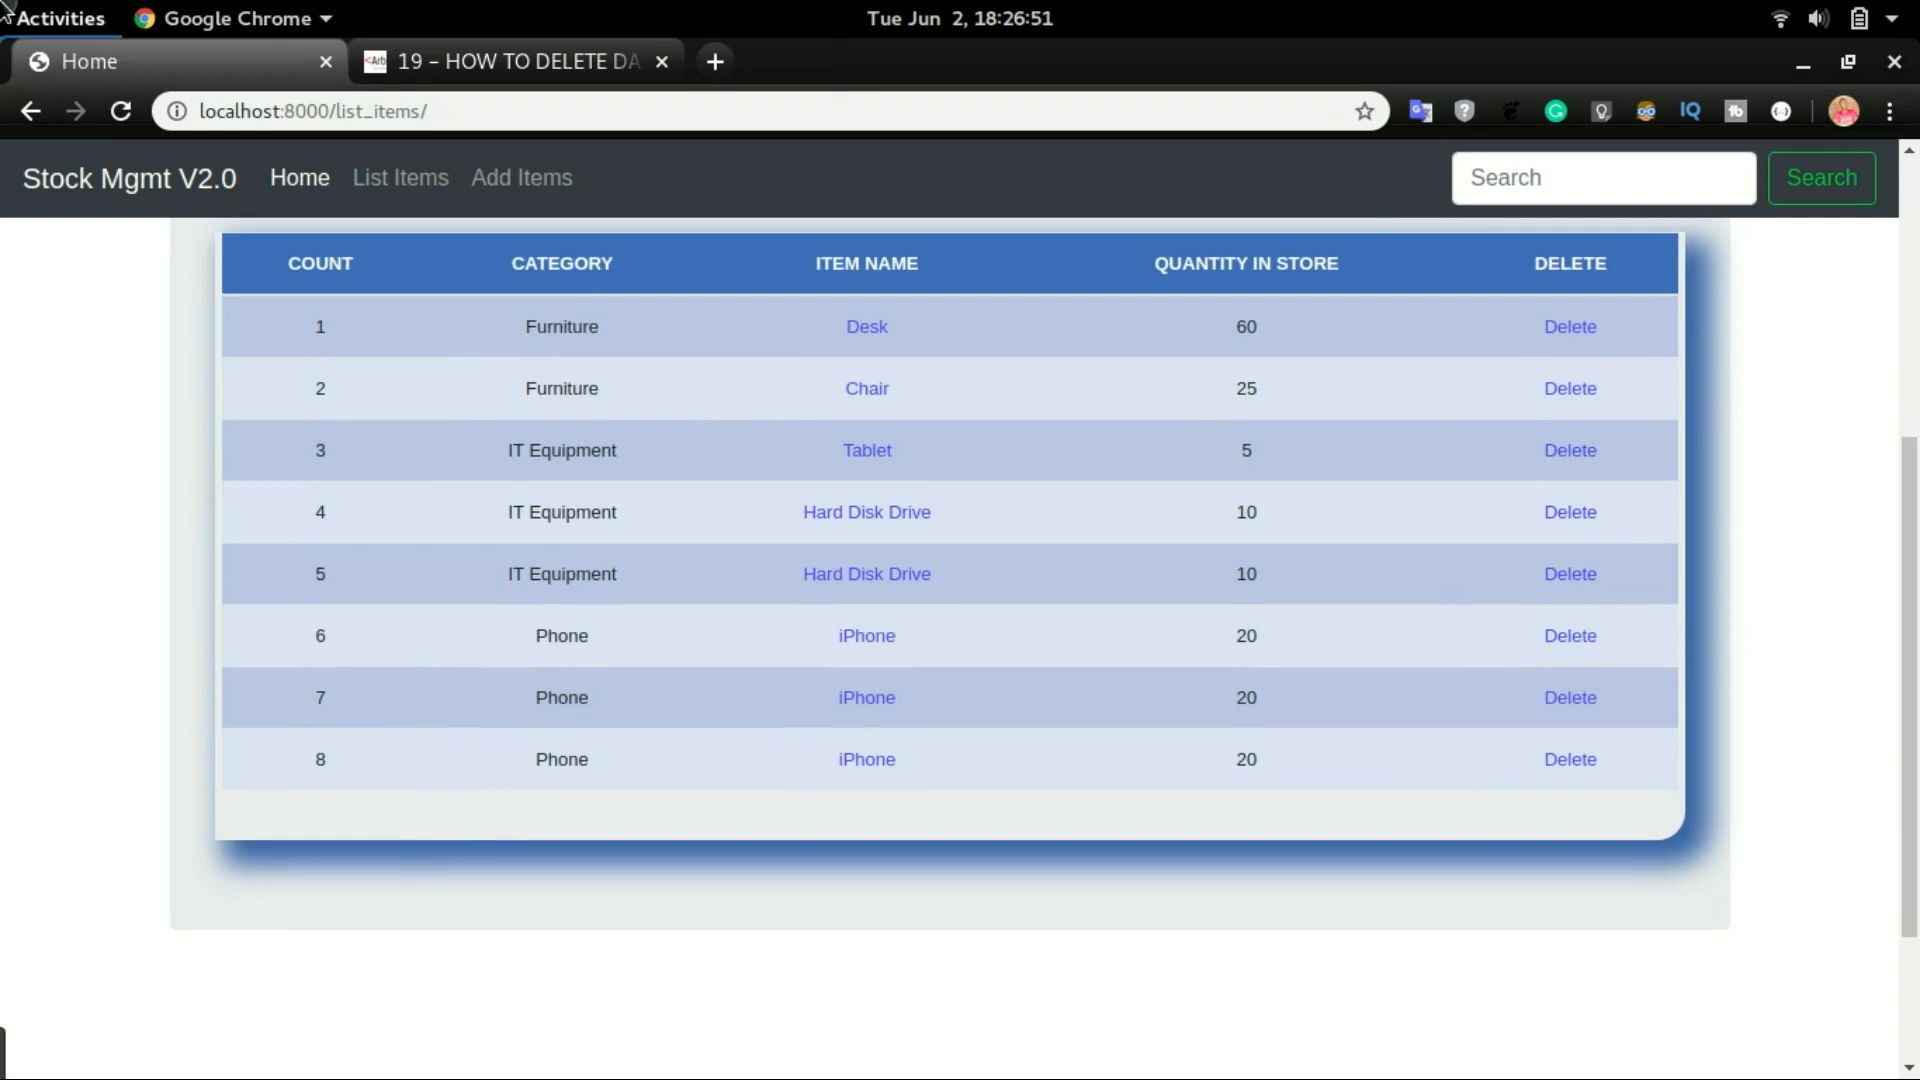 Activities Google Chrome Tue Jun 2, 18:26:51
Home 19 – HOW TO DELETE DA
localhost:8000/list_items/
Stock Mgmt V2.0 Home List Items Add Items Search Search
COUNT CATEGORY ITEM NAME QUANTITY IN STORE DELETE
1 Furniture Desk 60 Delete
2 Furniture Chair 25 Delete
3 IT Equipment Tablet 5 Delete
4 IT Equipment Hard Disk Drive 10 Delete
5 IT Equipment Hard Disk Drive 10 Delete
6 Phone iPhone 20 Delete
7 Phone iPhone 20 Delete
8 Phone iPhone 20 Delete